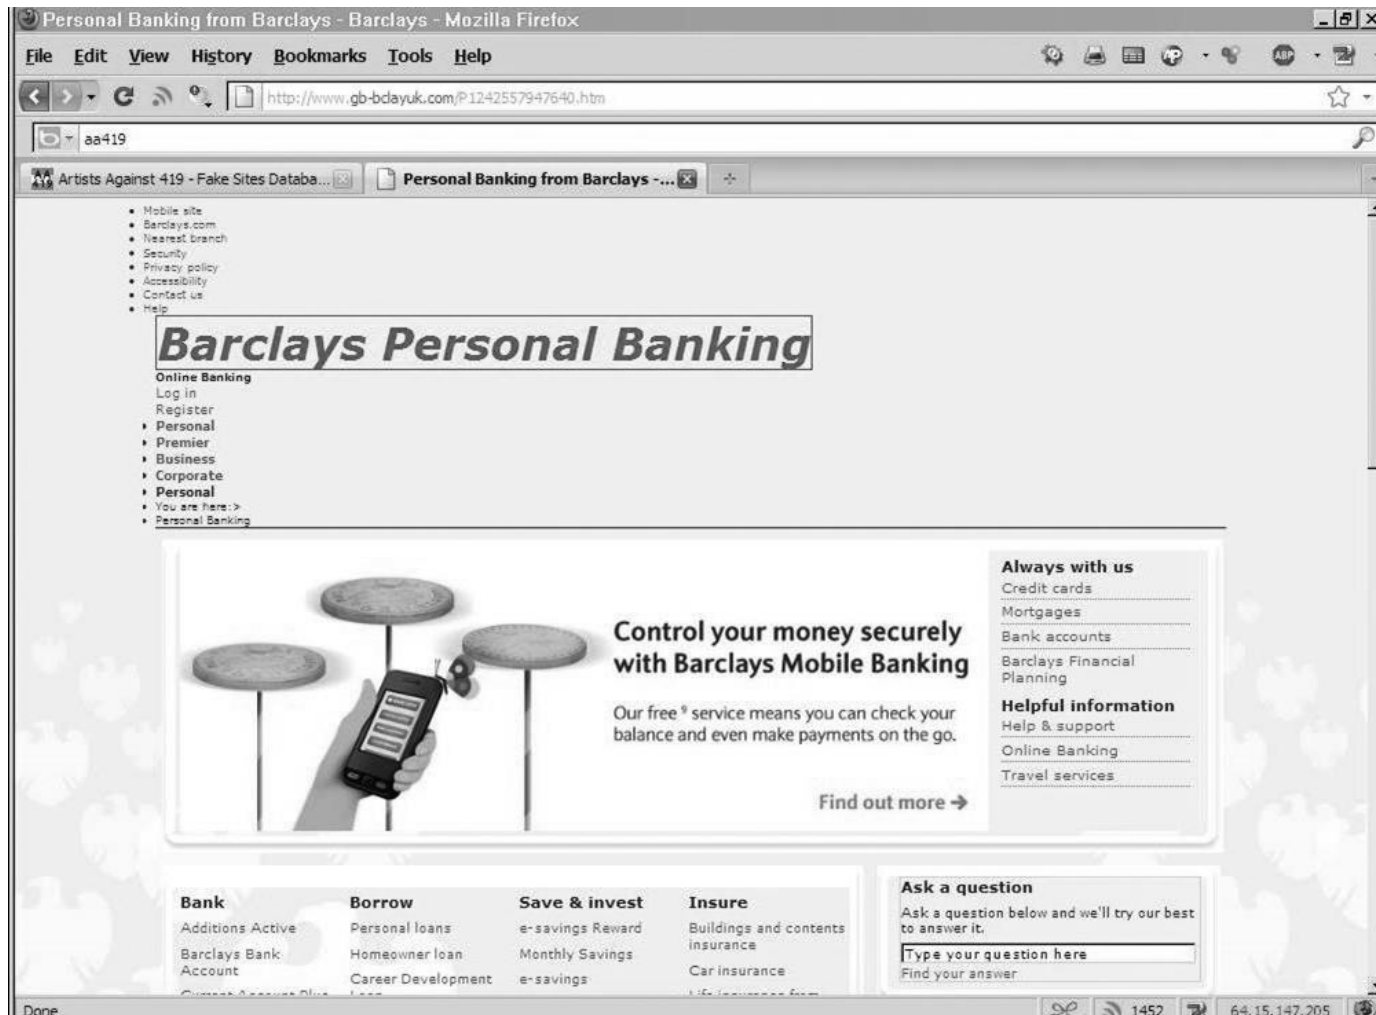 Personal Banking from Barclays - Barclays - Mozilla Firefox
File Edit View History Bookmarks Tools Help
http://www.gb-bclayuk.com/P1242557947640.htm
aa419
Artists Against 419 - Fake Sites Databa...
Personal Banking from Barclays -...
Mobile site
Barclays.com
Nearest branch
Security
Privacy policy
Accessibility
Contact us
Help
Barclays Personal Banking
Online Banking
Log in
Register
Personal
Premier
Business
Corporate
Personal
You are here:>
Personal Banking
Control your money securely
with Barclays Mobile Banking
Our free 9 service means you can check your
balance and even make payments on the go.
Find out more →
Always with us
Credit cards
Mortgages
Bank accounts
Barclays Financial
Planning
Helpful information
Help & support
Online Banking
Travel services
Bank
Additions Active
Barclays Bank
Account
Current Account Plus
Borrow
Personal loans
Homeowner loan
Career Development
Loan
Save & invest
e-savings Reward
Monthly Savings
e-savings
Insure
Buildings and contents
insurance
Car insurance
Life insurance from
Ask a question
Ask a question below and we'll try our best
to answer it.
Type your question here
Find your answer
Done
1452
64.15.147.205